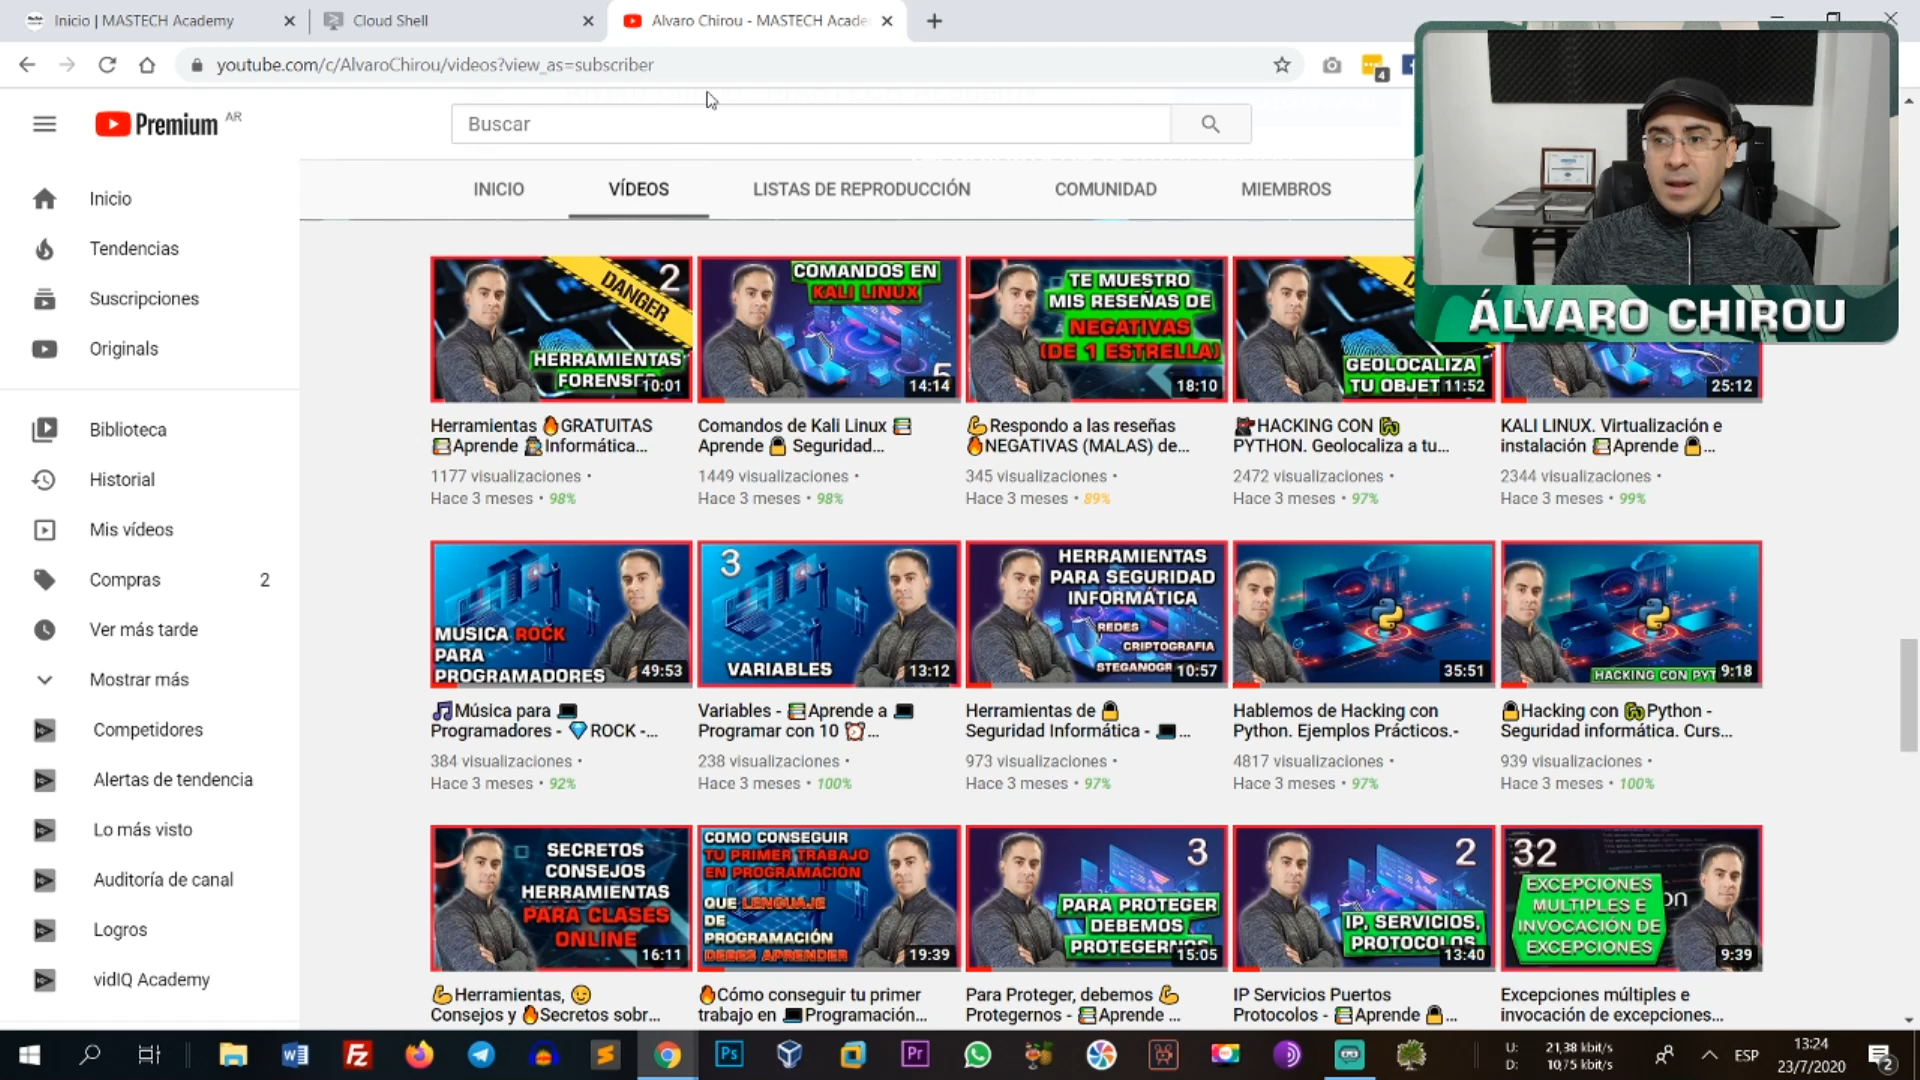 Inicio | MASTECH Academy
Cloud Shell
Alvaro Chirou - MASTECH Acade
youtube.com/c/AlvaroChirou/videos?view_as=subscriber
4
Premium AR
Buscar
INICIO
VÍDEOS
LISTAS DE REPRODUCCIÓN
COMUNIDAD
MIEMBROS
ÁLVARO CHIROU
Inicio
Tendencias
Suscripciones
Originals
Biblioteca
Historial
Mis vídeos
Compras 2
Ver más tarde
Mostrar más
Competidores
Alertas de tendencia
Lo más visto
Auditoría de canal
Logros
vidIQ Academy
2
DANGER
HERRAMIENTAS
FORENSE
10:01
Herramientas GRATUITAS
Aprende Informática...
1177 visualizaciones •
Hace 3 meses • 98%
COMANDOS EN
KALI LINUX
5
14:14
Comandos de Kali Linux
Aprende Seguridad...
1449 visualizaciones •
Hace 3 meses • 98%
TE MUESTRO
MIS RESEÑAS DE
NEGATIVAS
(DE 1 ESTRELLA)
18:10
Respondo a las reseñas
NEGATIVAS (MALAS) de...
345 visualizaciones •
Hace 3 meses • 89%
GEOLOCALIZA
TU OBJET
11:52
HACKING CON
PYTHON. Geolocaliza a tu...
2472 visualizaciones •
Hace 3 meses • 97%
25:12
KALI LINUX. Virtualización e
instalación Aprende ...
2344 visualizaciones •
Hace 3 meses • 99%
MUSICA ROCK
PARA
PROGRAMADORES
49:53
Música para
Programadores - ROCK -...
384 visualizaciones •
Hace 3 meses • 92%
3
VARIABLES
13:12
Variables - Aprende a
Programar con 10 ...
238 visualizaciones •
Hace 3 meses • 100%
HERRAMIENTAS
PARA SEGURIDAD
INFORMÁTICA
REDES
CRIPTOGRAFIA
STEGANOGR
10:57
Herramientas de
Seguridad Informática - ...
973 visualizaciones •
Hace 3 meses • 97%
35:51
Hablemos de Hacking con
Python. Ejemplos Prácticos.-
4817 visualizaciones •
Hace 3 meses • 97%
HACKING CON PYT
9:18
Hacking con Python -
Seguridad informática. Curs...
939 visualizaciones •
Hace 3 meses • 100%
SECRETOS
CONSEJOS
HERRAMIENTAS
PARA CLASES
ONLINE
16:11
Herramientas,
Consejos y Secretos sobr...
COMO CONSEGUIR
TU PRIMER TRABAJO
EN PROGRAMACIÓN
QUE LENGUAJE
DE
PROGRAMACIÓN
DEBES APRENDER
19:39
Cómo conseguir tu primer
trabajo en Programación...
3
PARA PROTEGER
DEBEMOS
PROTEGERNOS
15:05
Para Proteger, debemos
Protegernos - Aprende ...
2
IP, SERVICIOS,
PROTOCOLOS
13:40
IP Servicios Puertos
Protocolos - Aprende ...
32
EXCEPCIONES
MULTIPLES E
INVOCACIÓN DE
EXCEPCIONES
on
9:39
Excepciones múltiples e
invocación de excepciones...
U: 21,38 kbit/s
D: 10,75 kbit/s
ESP
13:24
23/7/2020
2